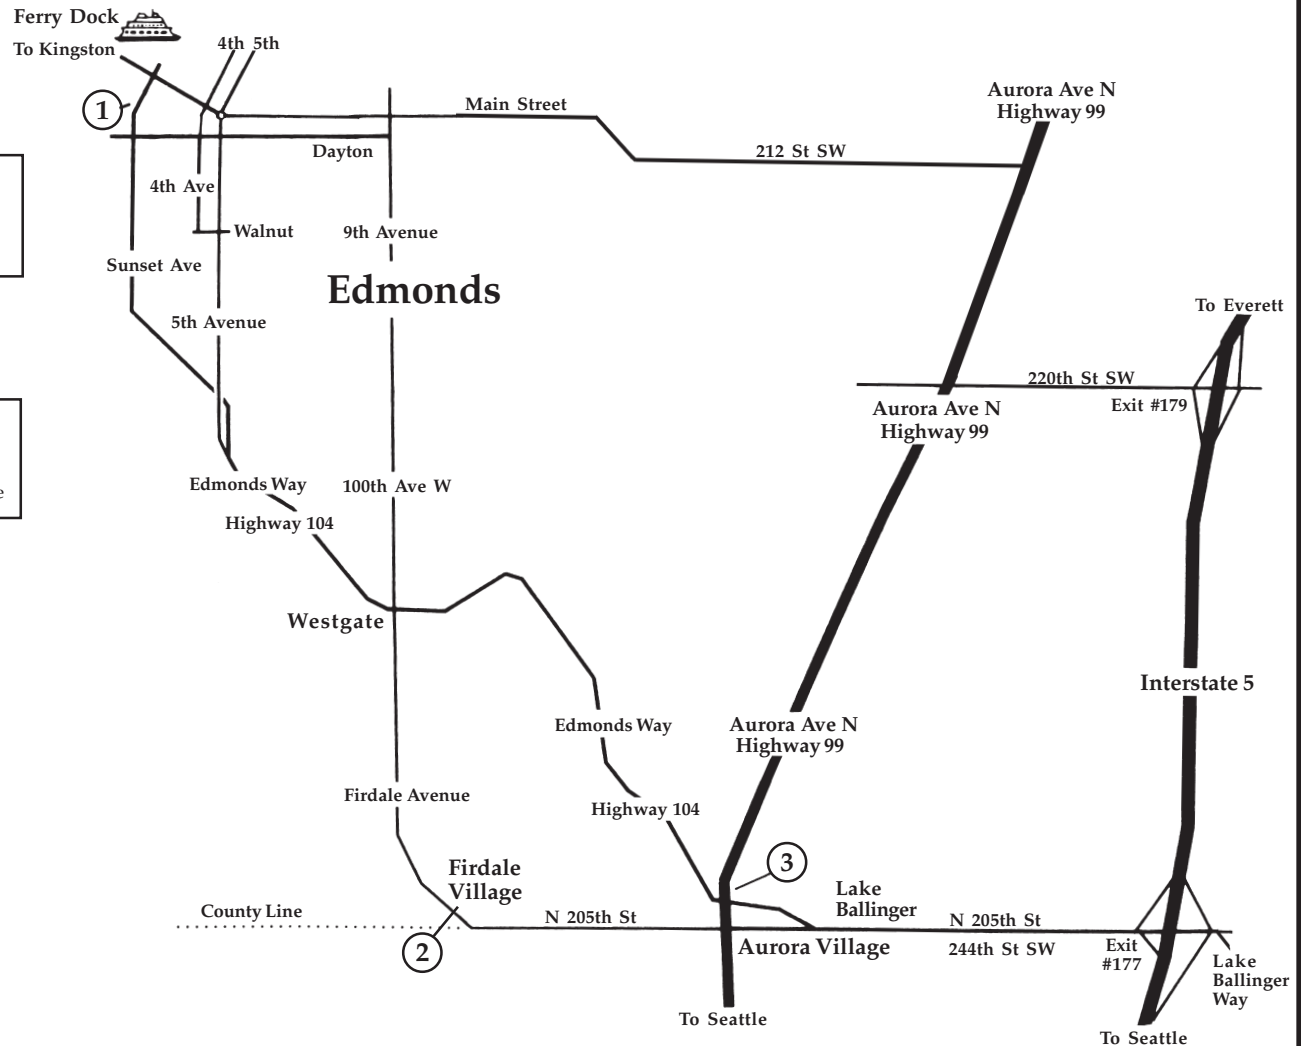 Ferry Dock
To Kingston
4th 5th
1
Main Street
Aurora Ave N
Highway 99
Dayton
212 St SW
4th Ave
Walnut
9th Avenue
Sunset Ave
Edmonds
5th Avenue
To Everett
220th St SW
Exit #179
Aurora Ave N
Highway 99
e
Edmonds Way
100th Ave W
Highway 104
Westgate
Interstate 5
Edmonds Way
Aurora Ave N
Highway 99
Firdale Avenue
Highway 104
3
Firdale
Village
Lake
Ballinger
County Line
N 205th St
N 205th St
2
Aurora Village
244th St SW
Exit
#177
Lake
Ballinger
Way
To Seattle
To Seattle